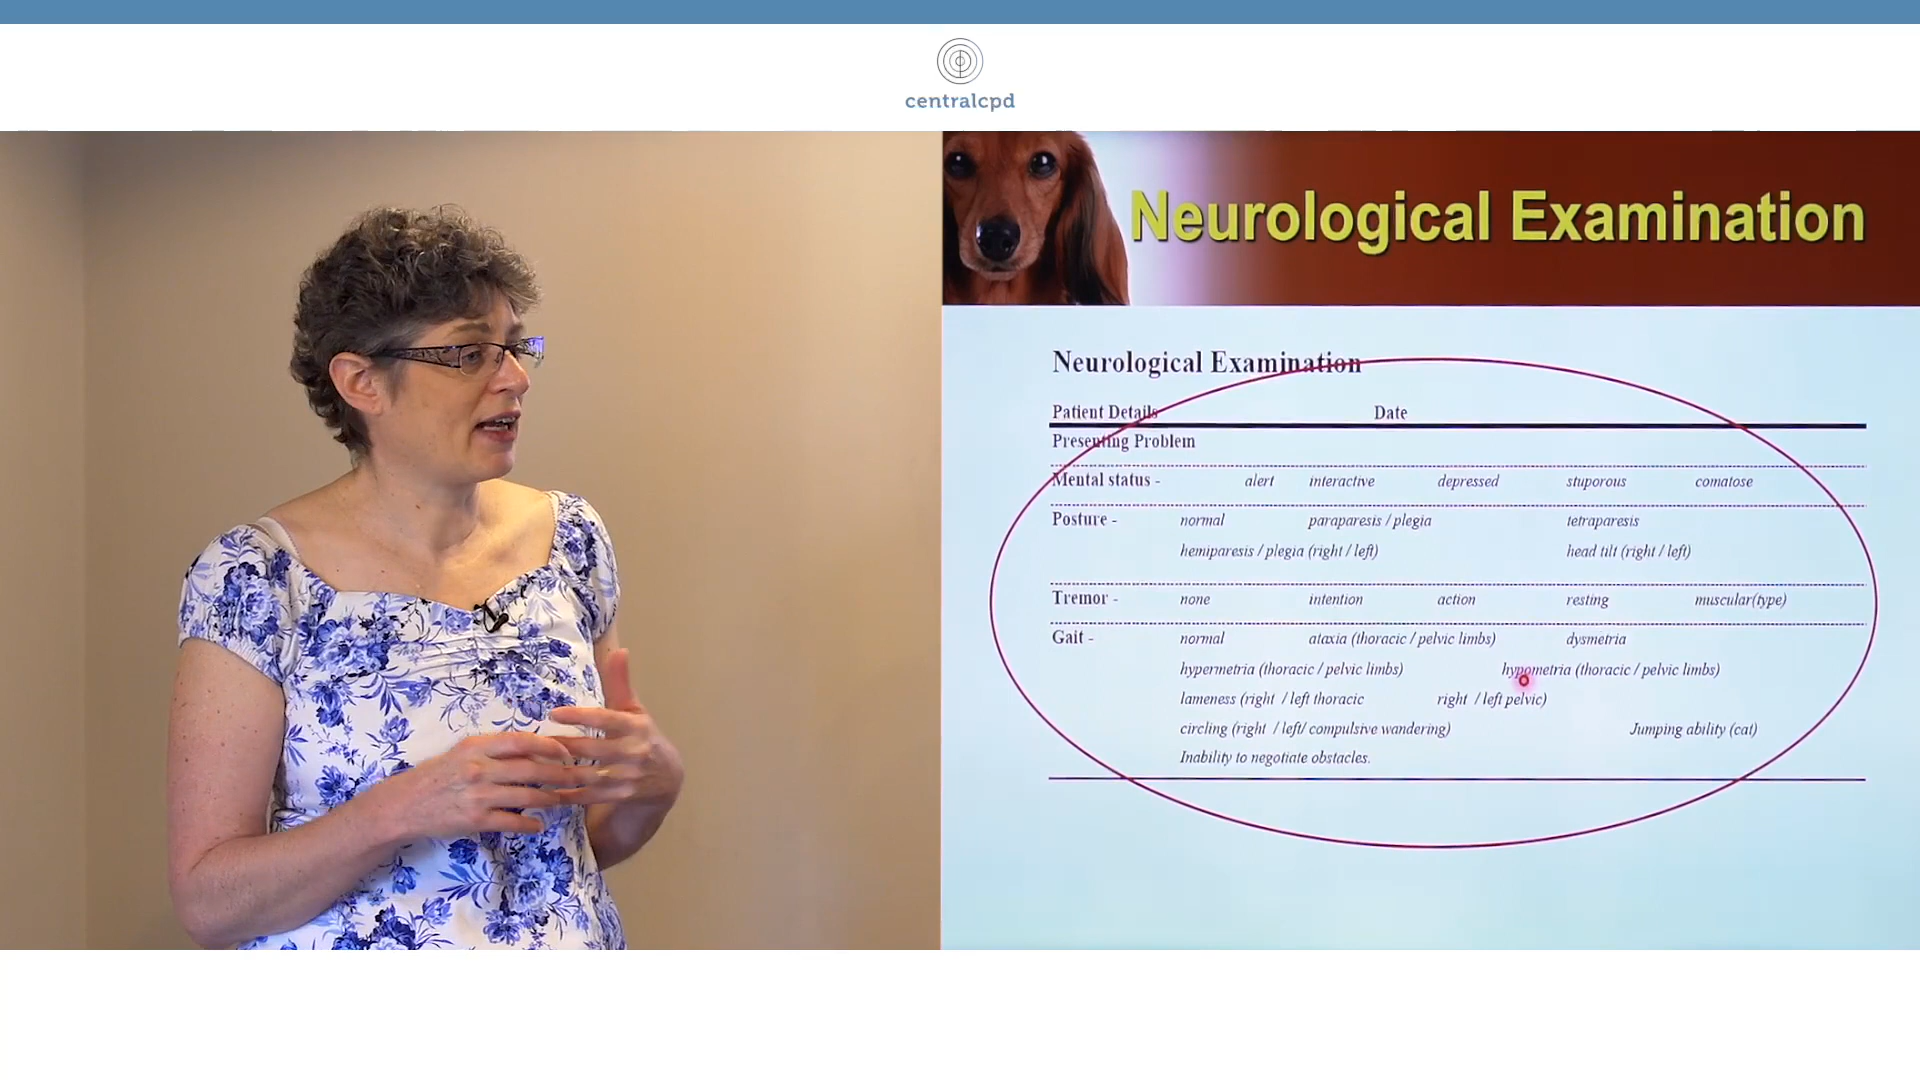 centralcpd
Neurological Examination
Neurological Examination
Patient Details Date
Presenting Problem
Mental status - alert interactive depressed stuporous comatose
Posture - normal paraparesis / plegia tetraparesis
hemiparesis / plegia (right / left) head tilt (right / left)
Tremor - none intention action resting muscular(type)
Gait - normal ataxia (thoracic / pelvic limbs) dysmetria
hypermetria (thoracic / pelvic limbs) hypometria (thoracic / pelvic limbs)
lameness (right / left thoracic right / left pelvic)
circling (right / left/ compulsive wandering) Jumping ability (cat)
Inability to negotiate obstacles.